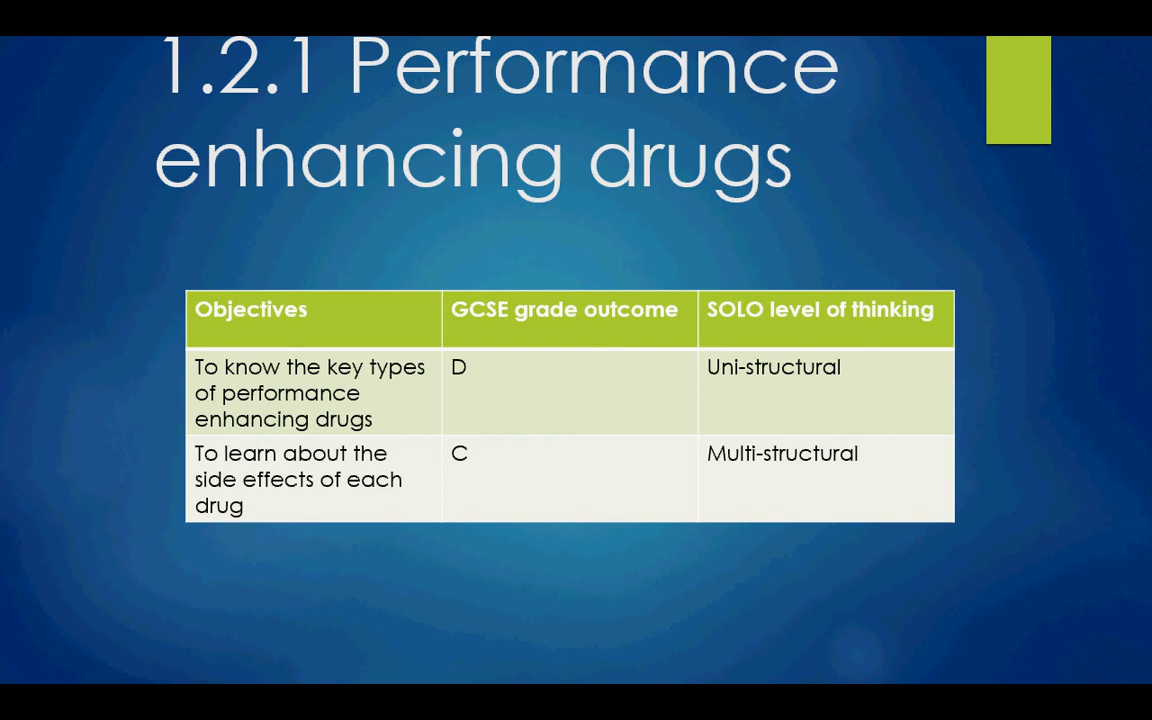 1.2.1 Performance
enhancing drugs
Objectives GCSE grade outcome SOLO level of thinking
To know the key types D Uni-structural
of performance
enhancing drugs
To learn about the C Multi-structural
side effects of each
drug